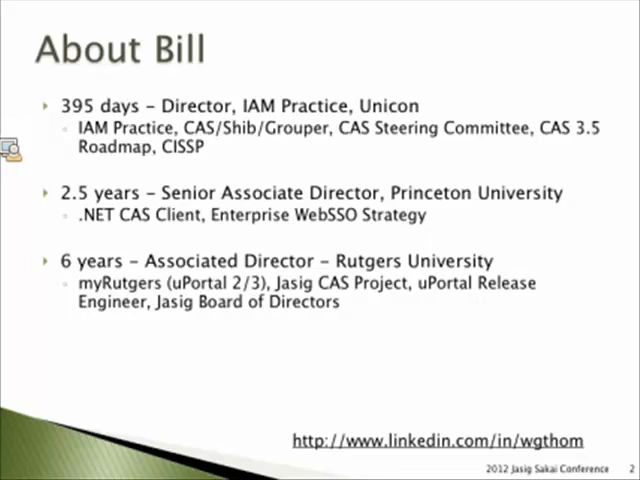 About Bill
395 days – Director, IAM Practice, Unicon
IAM Practice, CAS/Shib/Grouper, CAS Steering Committee, CAS 3.5
Roadmap, CISSP
2.5 years – Senior Associate Director, Princeton University
.NET CAS Client, Enterprise WebSSO Strategy
6 years – Associated Director – Rutgers University
myRutgers (uPortal 2/3), Jasig CAS Project, uPortal Release
Engineer, Jasig Board of Directors
http://www.linkedin.com/in/wgthom
2012 Jasig Sakai Conference 2